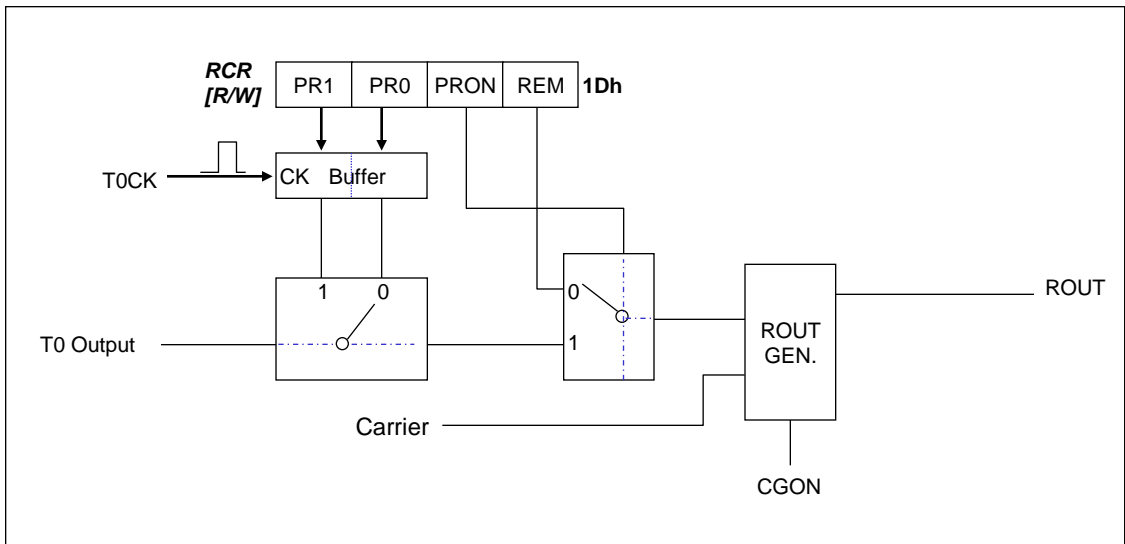 RCR
[R/W]
PR1 PR0 PRON REM 1Dh
T0CK
CK Buffer
1 0
0
T0 Output
1
ROUT
GEN.
ROUT
Carrier
CGON